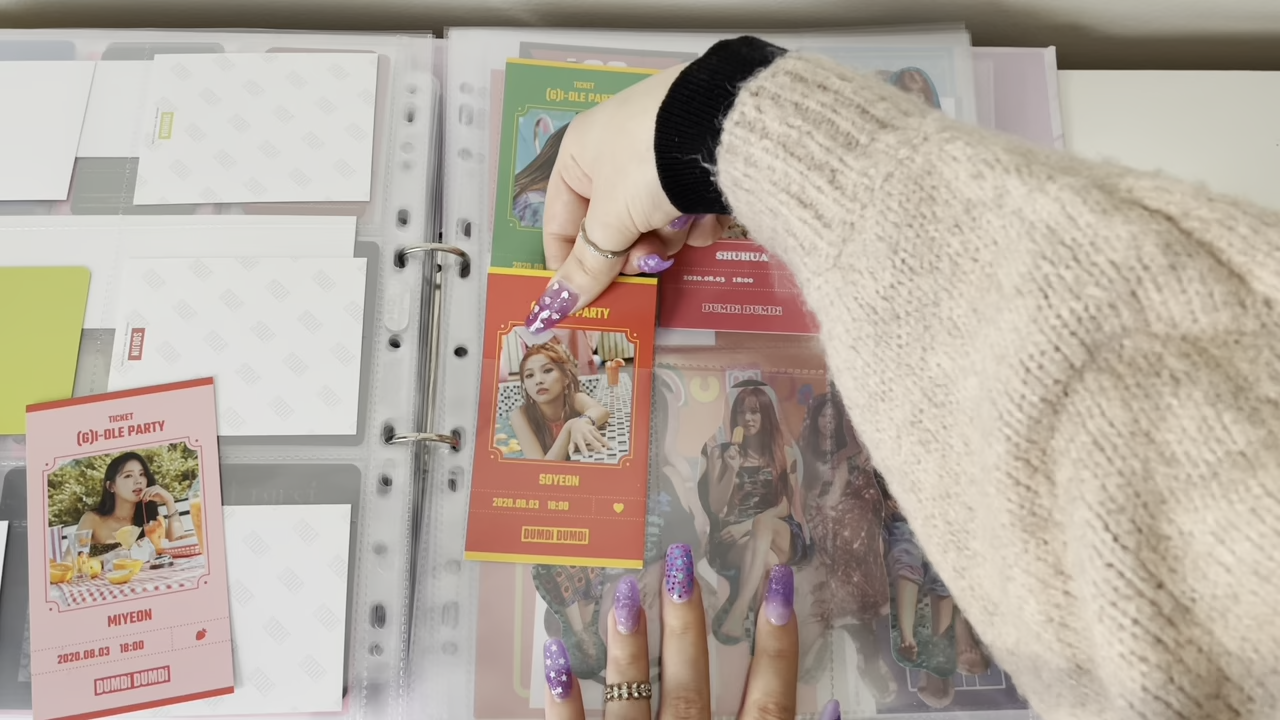 TICKET
(G)I-DLE PARTY
SHUHUA
2020.08.03 18:00
DUMDi DUMDi
PARTY
SOYEON
2020.08.03 18:00
DUMDi DUMDi
SOOJIN
TICKET
(G)I-DLE PARTY
MIYEON
2020.08.03 18:00
DUMDi DUMDi